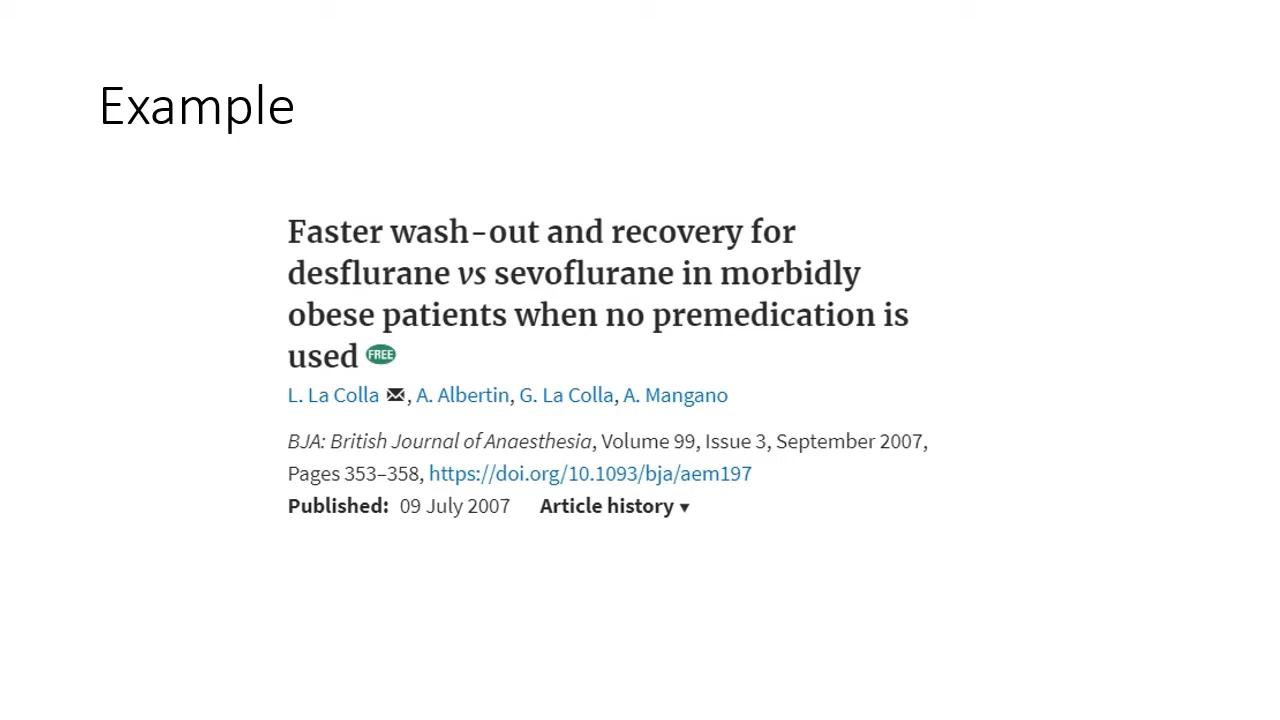 Example
Faster wash-out and recovery for
desflurane vs sevoflurane in morbidly
obese patients when no premedication is
used FREE
L. La Colla, A. Albertin, G. La Colla, A. Mangano
BJA: British Journal of Anaesthesia, Volume 99, Issue 3, September 2007,
Pages 353–358, https://doi.org/10.1093/bja/aem197
Published: 09 July 2007 Article history ▾